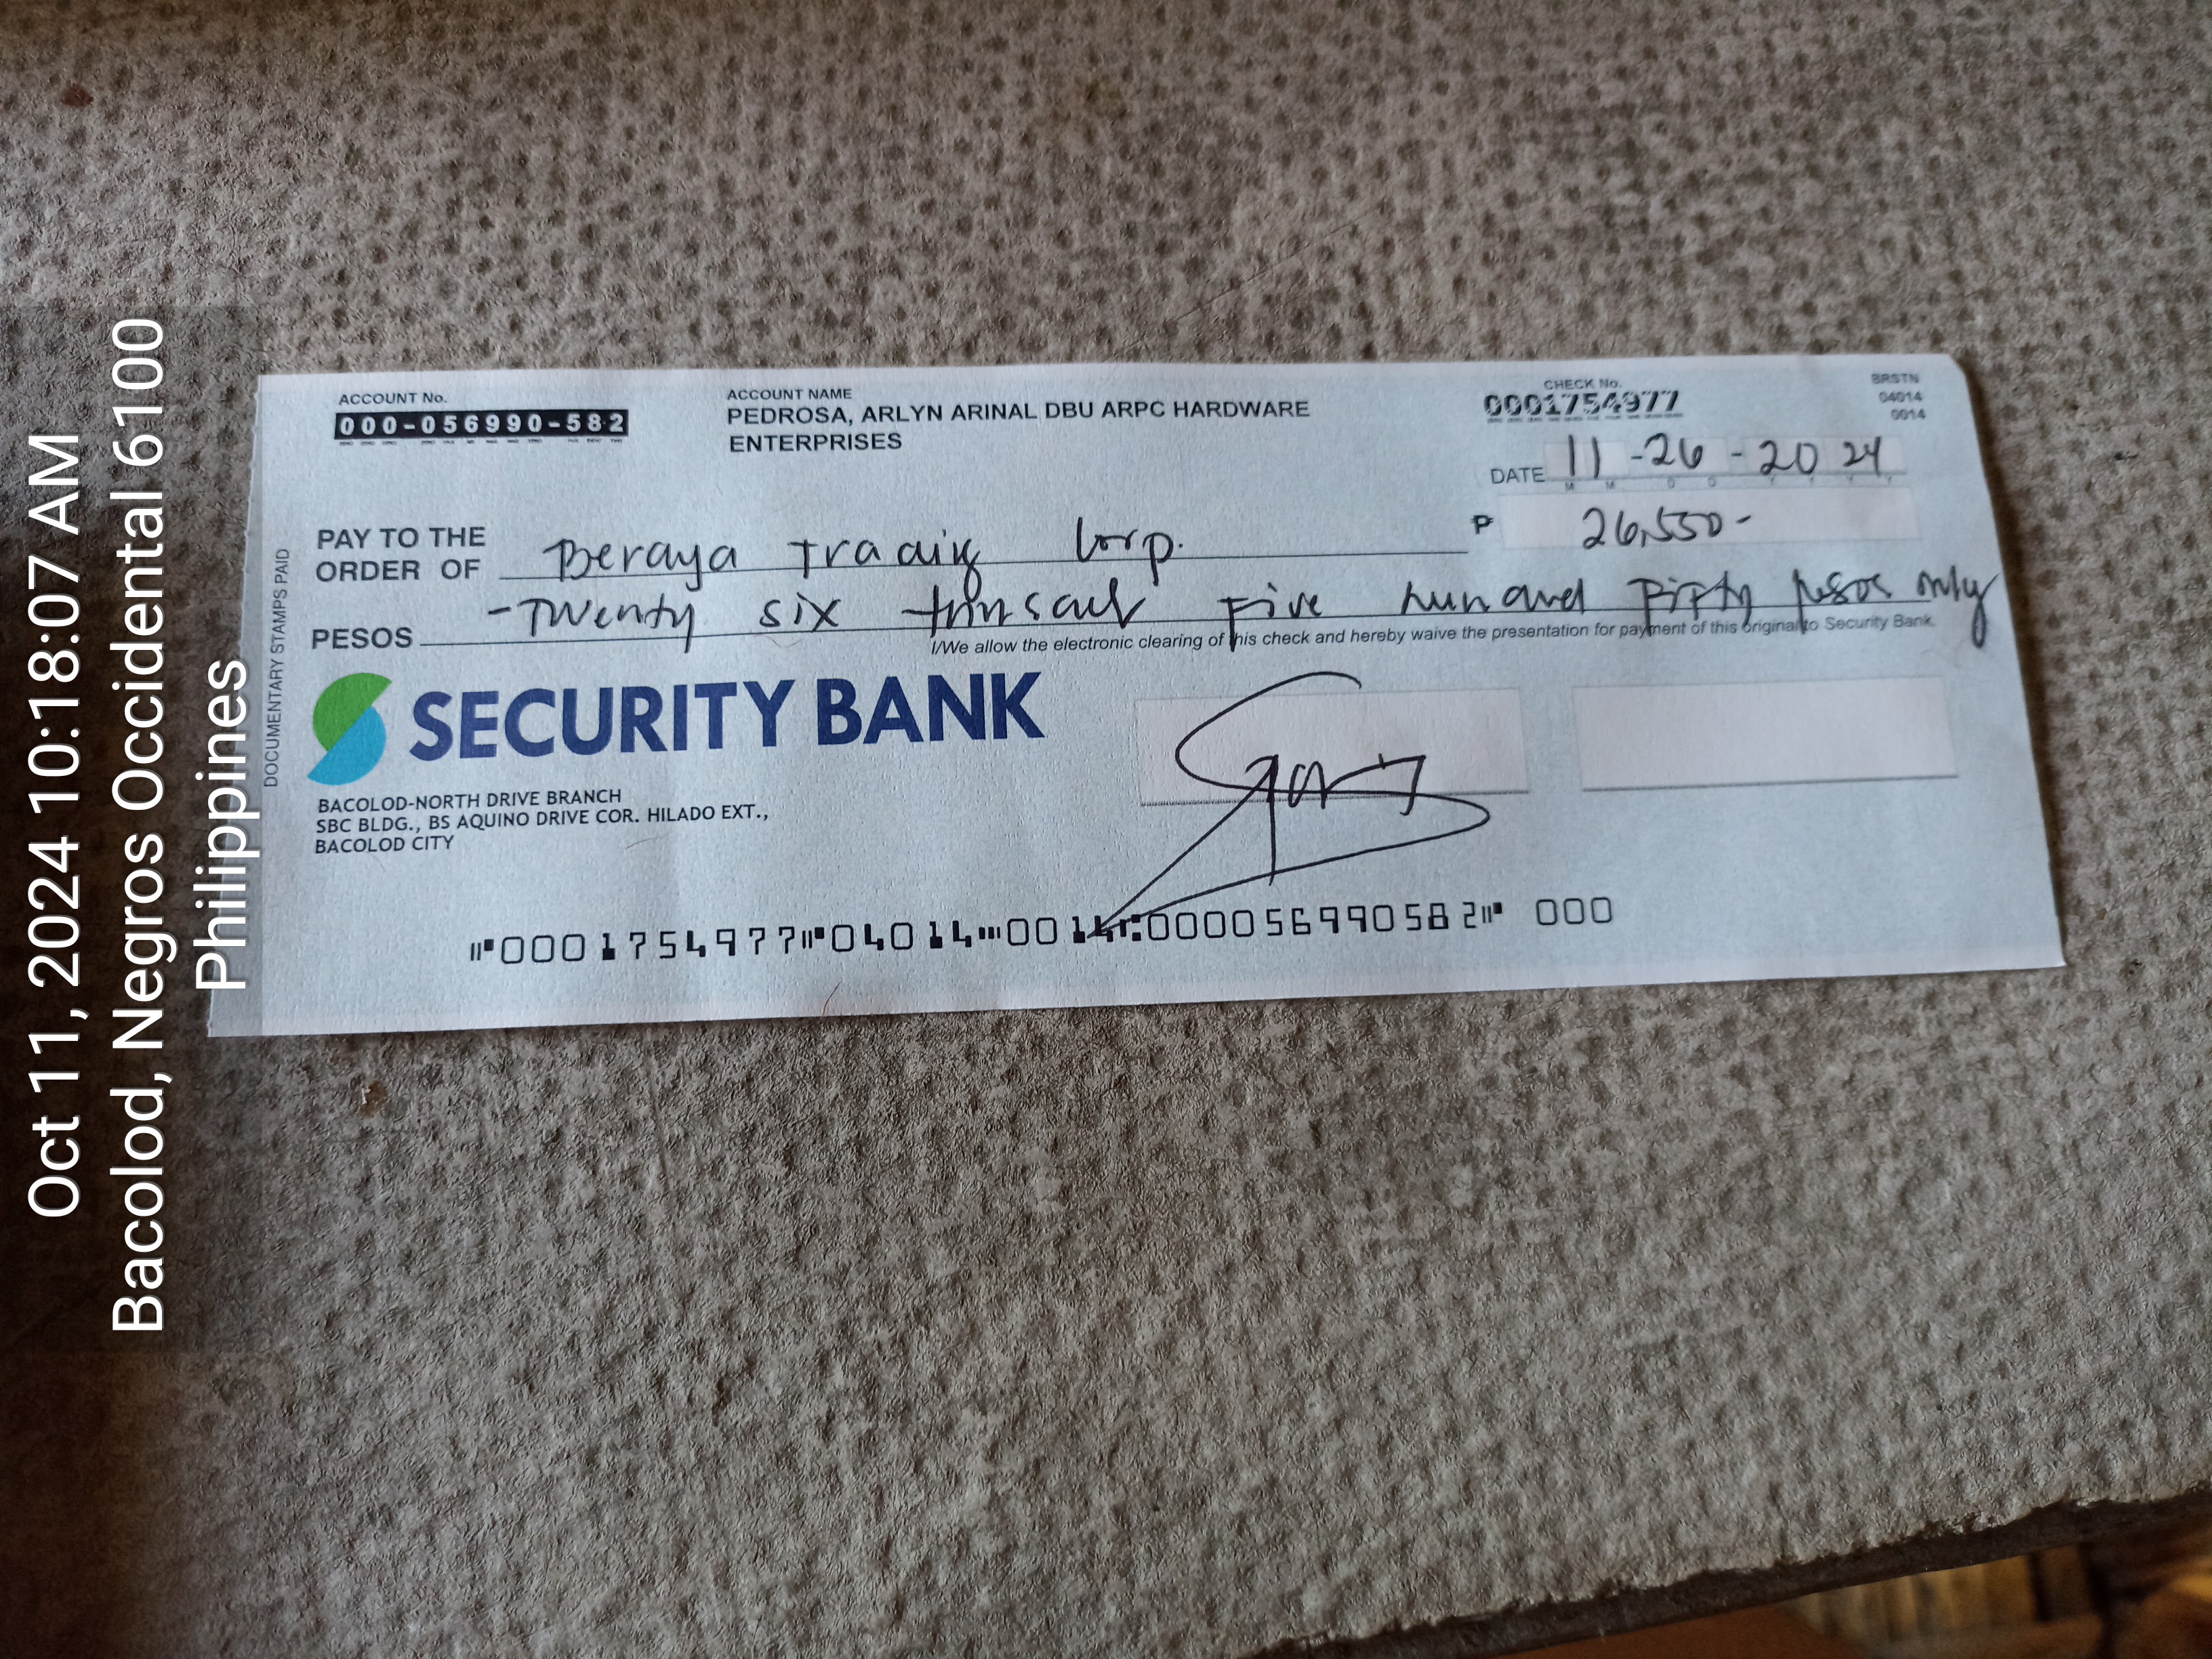 Oct 11, 2024 10:18:07 AM
Bacolod, Negros Occidental 6100
Philippines
ACCOUNT No.
000-056990-582
ACCOUNT NAME
PEDROSA, ARLYN ARINAL DBU ARPC HARDWARE
ENTERPRISES
CHECK No.
0001754977
BRSTN
04014
0014
DATE 11-26-2024
M M D D Y Y Y Y
PAY TO THE
ORDER OF Beraya Trading Corp.
₱ 26,550-
PESOS -Twenty six thousand Five hundred Fifty pesos only
I/We allow the electronic clearing of this check and hereby waive the presentation for payment of this original to Security Bank.
DOCUMENTARY STAMPS PAID
SECURITY BANK
BACOLOD-NORTH DRIVE BRANCH
SBC BLDG., BS AQUINO DRIVE COR. HILADO EXT.,
BACOLOD CITY
⑈0001754977⑈04014⑉0014⑆000056990582⑈ 000